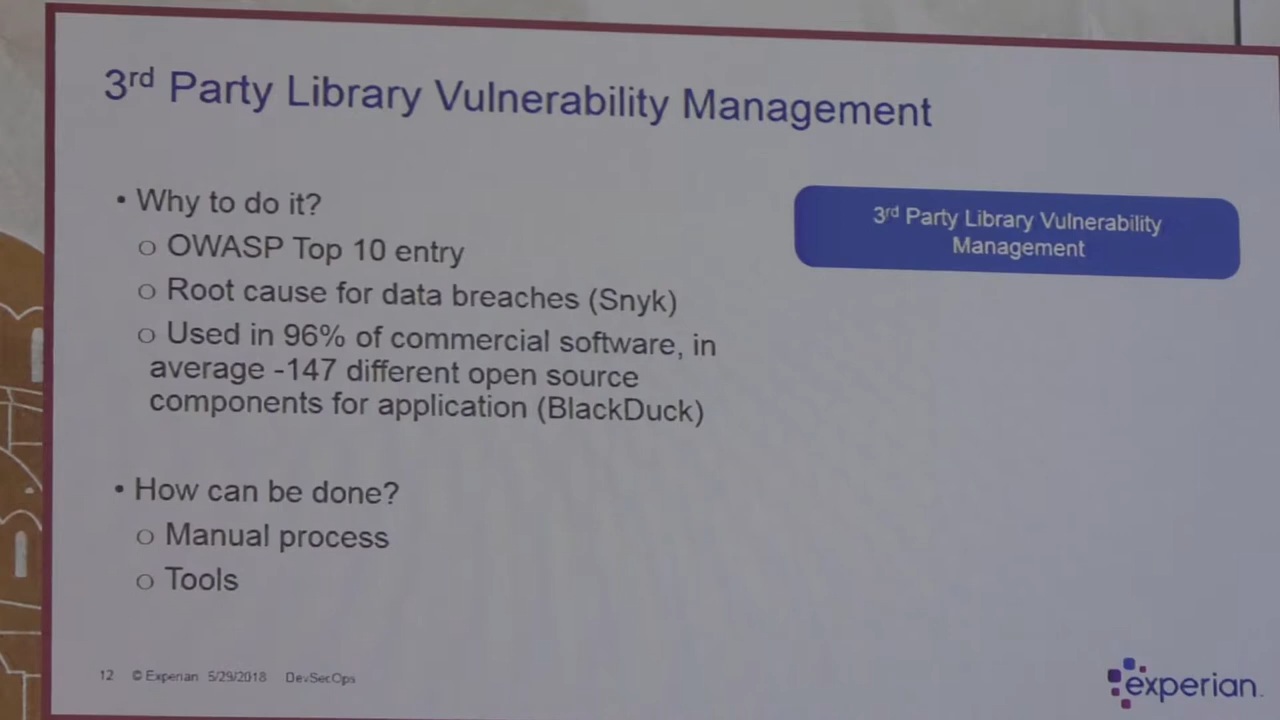 3rd Party Library Vulnerability Management
• Why to do it?
o OWASP Top 10 entry
o Root cause for data breaches (Snyk)
o Used in 96% of commercial software, in
average -147 different open source
components for application (BlackDuck)
• How can be done?
o Manual process
o Tools
3rd Party Library Vulnerability
Management
12 © Experian 5/29/2018 DevSecOps
experian.